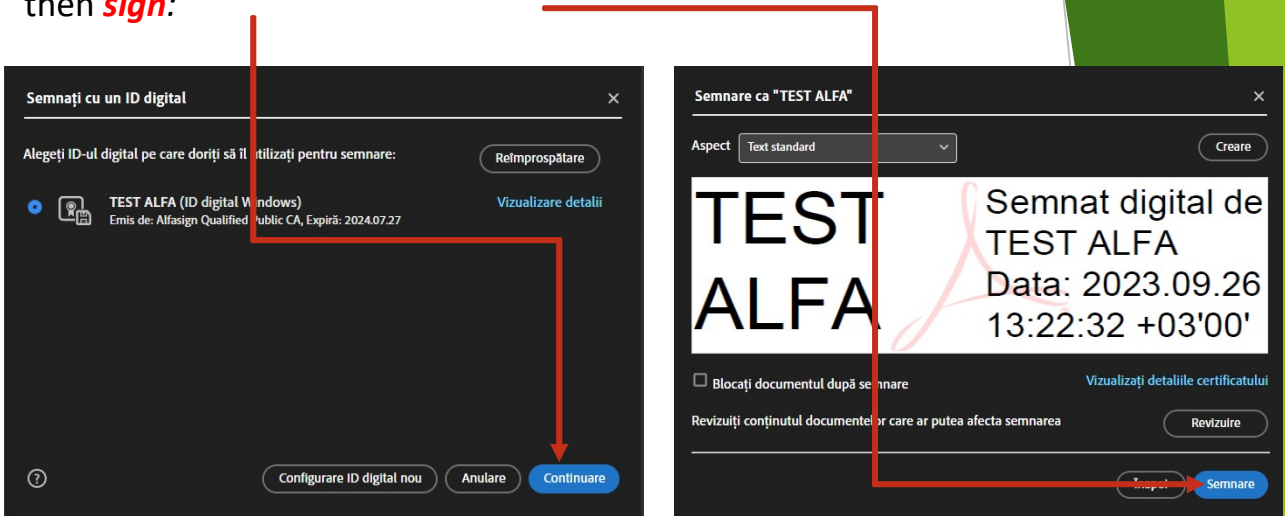 then sign:
Semnați cu un ID digital
Alegeți ID-ul digital pe care doriți să îl utilizați pentru semnare:
Reîmprospătare
TEST ALFA (ID digital Windows)
Vizualizare detalii
Emis de: Alfasign Qualified Public CA, Expiră: 2024.07.27
Configurare ID digital nou
Anulare
Continuare
Semnare ca "TEST ALFA"
Aspect
Text standard
Creare
TEST
ALFA
Semnat digital de
TEST ALFA
Data: 2023.09.26
13:22:32 +03'00'
Blocați documentul după semnare
Vizualizați detaliile certificatului
Revizuiți conținutul documentelor care ar putea afecta semnarea
Revizuire
Înapoi
Semnare